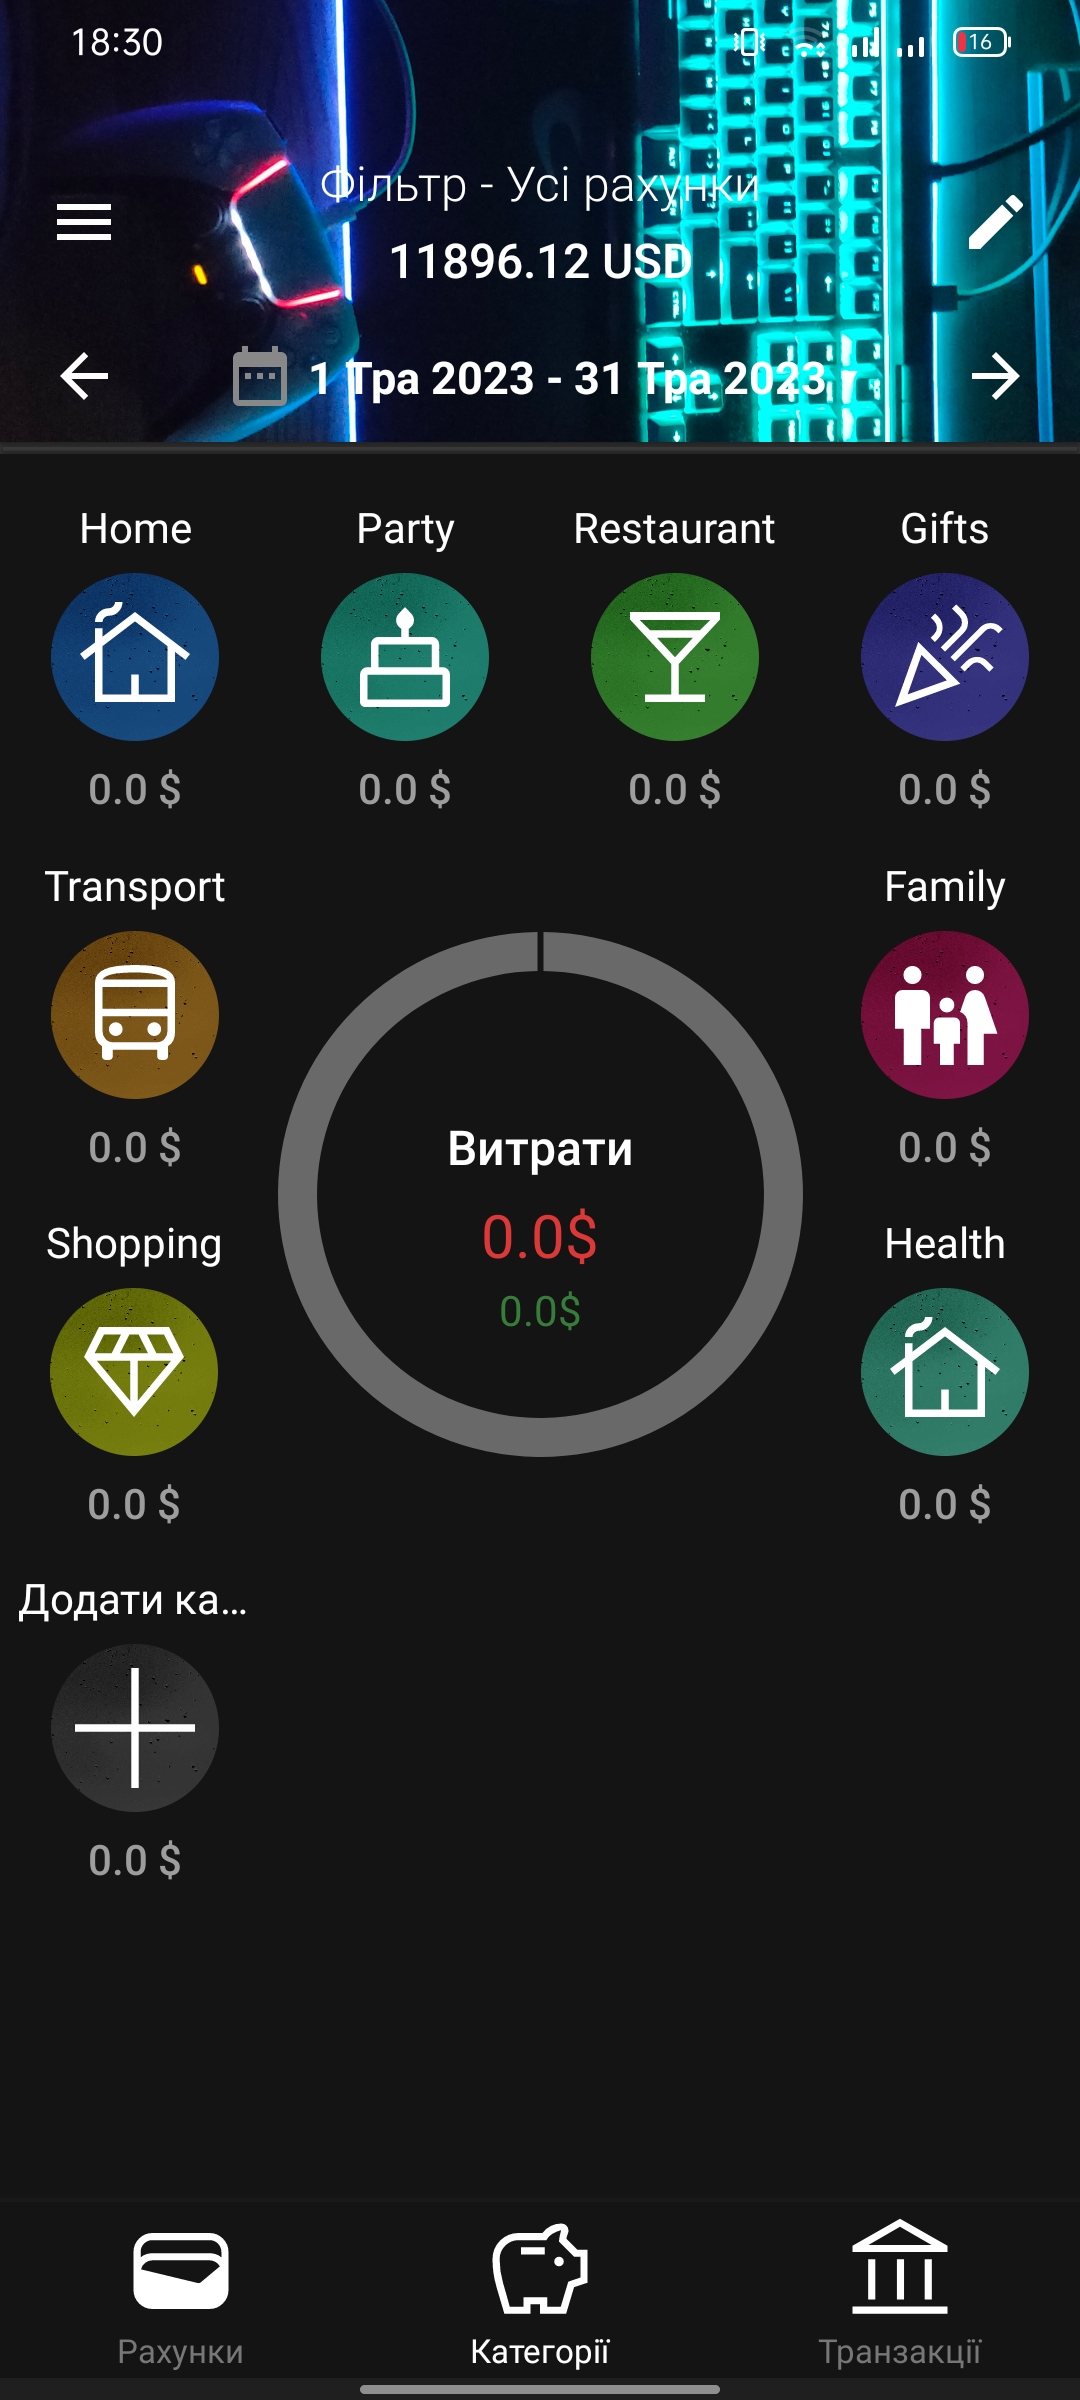 18:30
16
Фільтр - Усі рахунки
11896.12 USD
1 Тра 2023 - 31 Тра 2023
Home
Party
Restaurant
Gifts
0.0 $
0.0 $
0.0 $
0.0 $
Transport
Family
0.0 $
0.0 $
Витрати
0.0$
0.0$
Shopping
Health
0.0 $
0.0 $
Додати ка...
0.0 $
Рахунки
Категорії
Транзакції